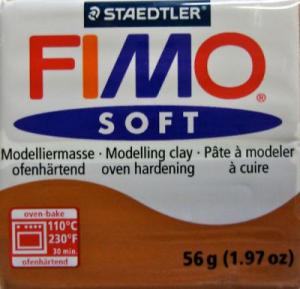 STAEDTLER
FIMO®
SOFT
Modelliermasse · Modelling clay · Pâte à modeler
ofenhärtend oven hardening à cuire
oven-bake
110°C
230°F
30 min.
ofenhärtend
56 g (1.97 oz)